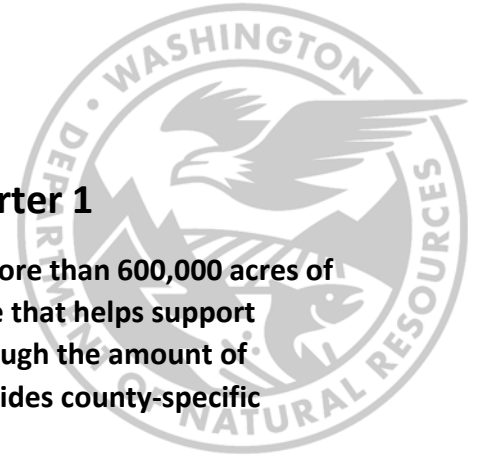 WASHINGTON
DEPARTMENT OF NATURAL RESOURCES
rter 1
ore than 600,000 acres of
e that helps support
ugh the amount of
ides county-specific